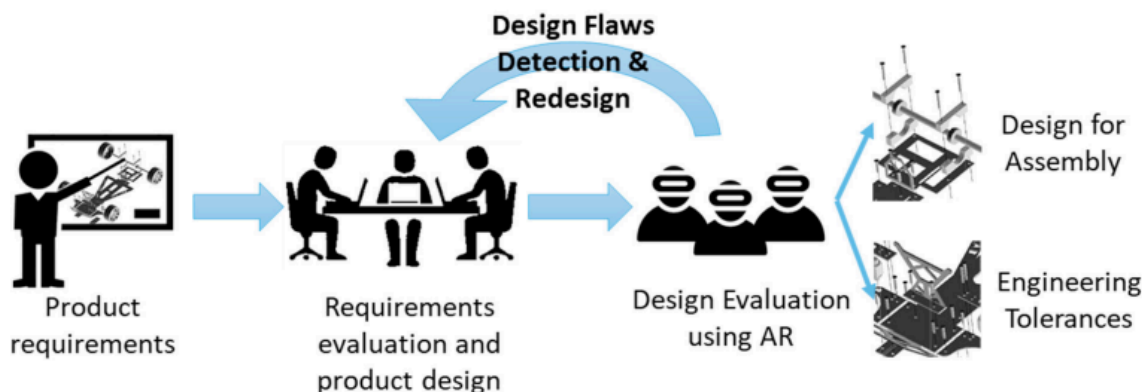 Design Flaws
Detection &
Redesign
Product
requirements
Requirements
evaluation and
product design
Design Evaluation
using AR
Design for
Assembly
Engineering
Tolerances